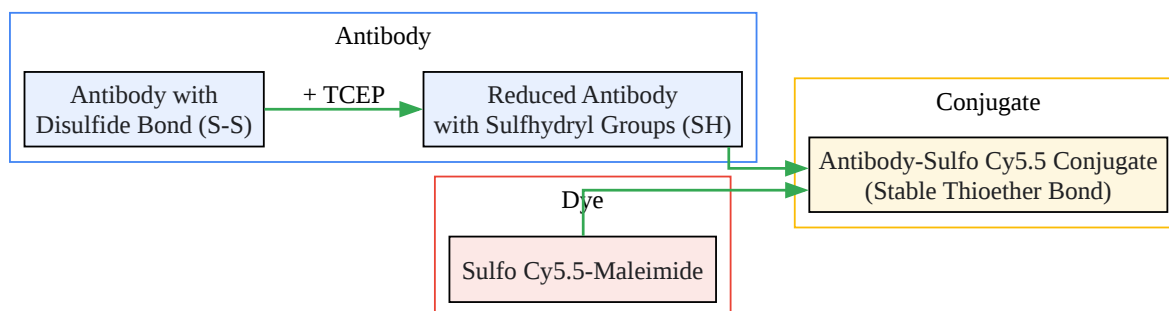 Antibody
Antibody with
Disulfide Bond (S-S)
+ TCEP
Reduced Antibody
with Sulfhydryl Groups (SH)
Conjugate
Antibody-Sulfo Cy5.5 Conjugate
(Stable Thioether Bond)
Dye
Sulfo Cy5.5-Maleimide